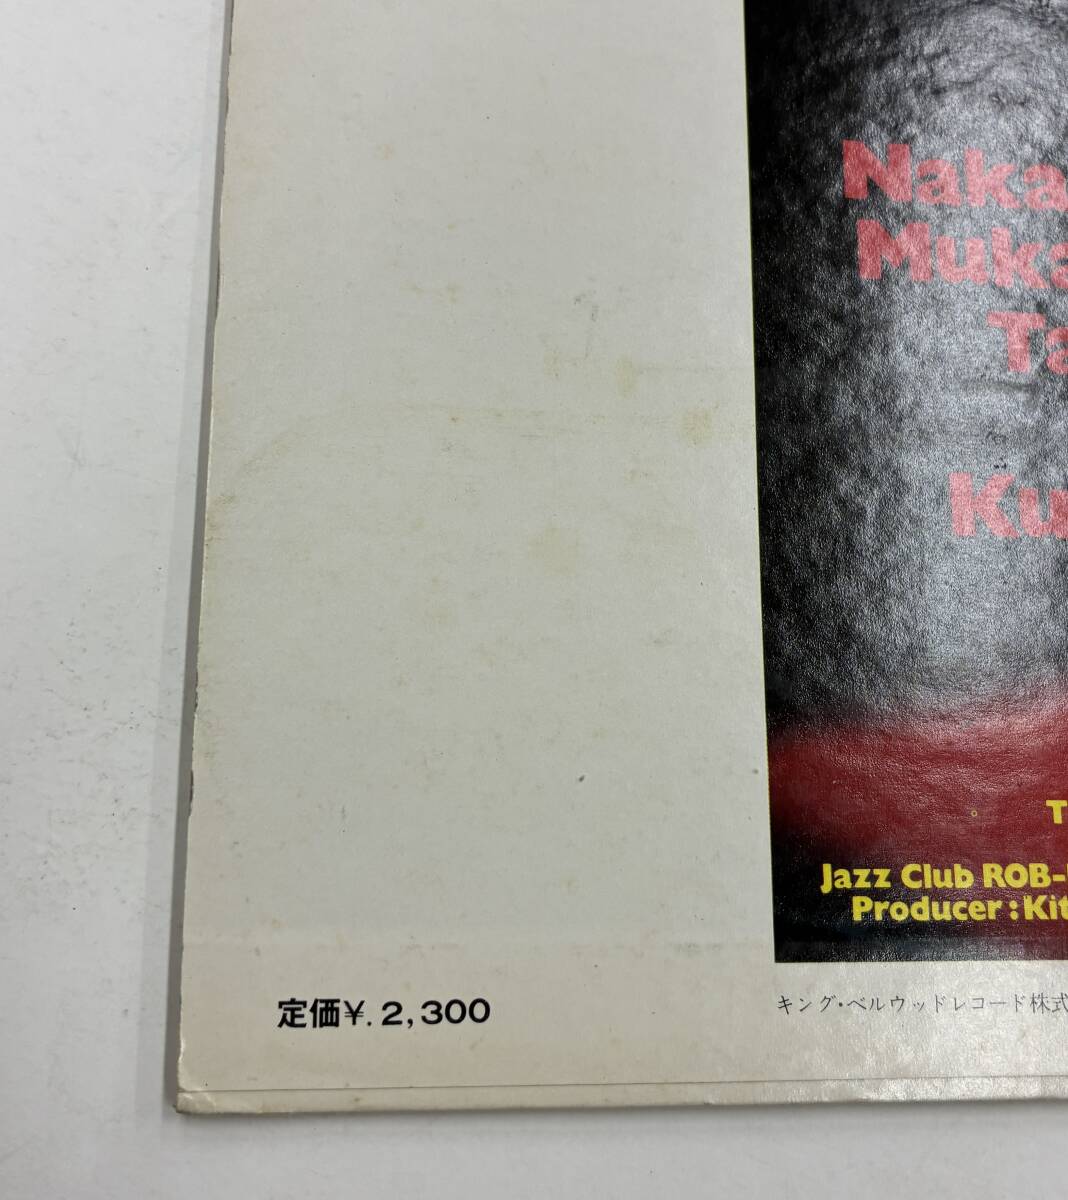 Naka
Muka
Ta
Ku
T
Jazz Club ROB-
Producer : Kit
定価¥. 2,300
キング・ベルウッドレコード株式